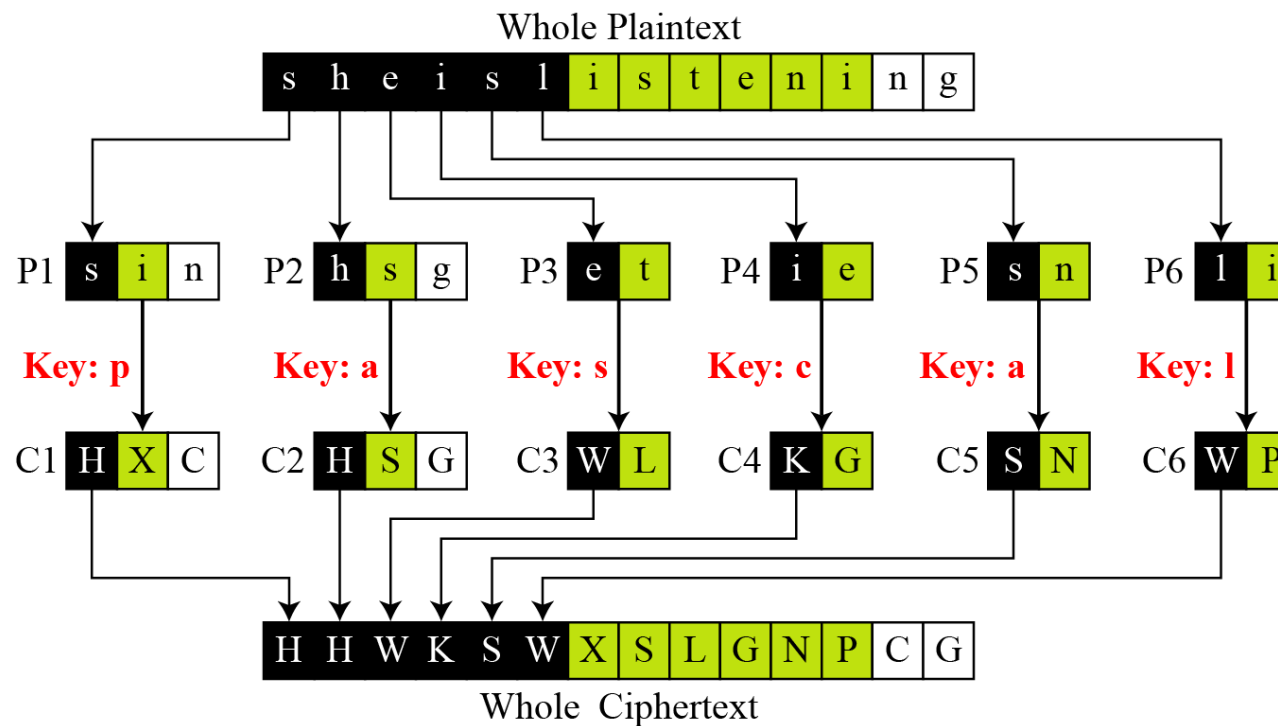 Whole Plaintext
s h e i s l i s t e n i n g
P1 s i n P2 h s g P3 e t P4 i e P5 s n P6 l i
Key: p Key: a Key: s Key: c Key: a Key: l
C1 H X C C2 H S G C3 W L C4 K G C5 S N C6 W P
H H W K S W X S L G N P C G
Whole Ciphertext